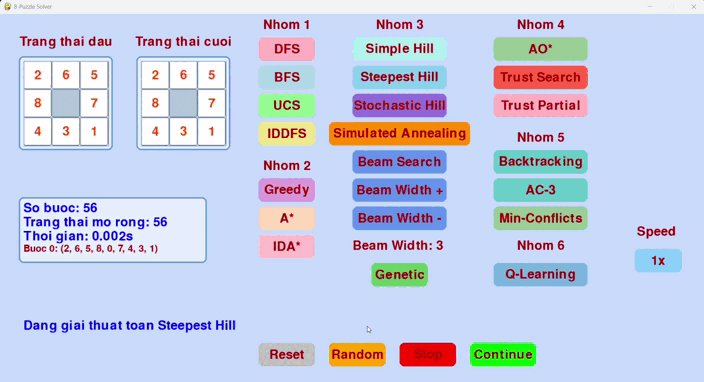 8-Puzzle Solver
Trang thai dau
2 6 5
8 7
4 3 1
Trang thai cuoi
2 6 5
8 7
4 3 1
So buoc: 56
Trang thai mo rong: 56
Thoi gian: 0.002s
Buoc 0: (2, 6, 5, 8, 0, 7, 4, 3, 1)
Dang giai thuat toan Steepest Hill
Nhom 1
DFS
BFS
UCS
IDDFS
Nhom 2
Greedy
A*
IDA*
Nhom 3
Simple Hill
Steepest Hill
Stochastic Hill
Simulated Annealing
Beam Search
Beam Width +
Beam Width -
Beam Width: 3
Genetic
Nhom 4
AO*
Trust Search
Trust Partial
Nhom 5
Backtracking
AC-3
Min-Conflicts
Nhom 6
Q-Learning
Speed
1x
Reset
Random
Stop
Continue